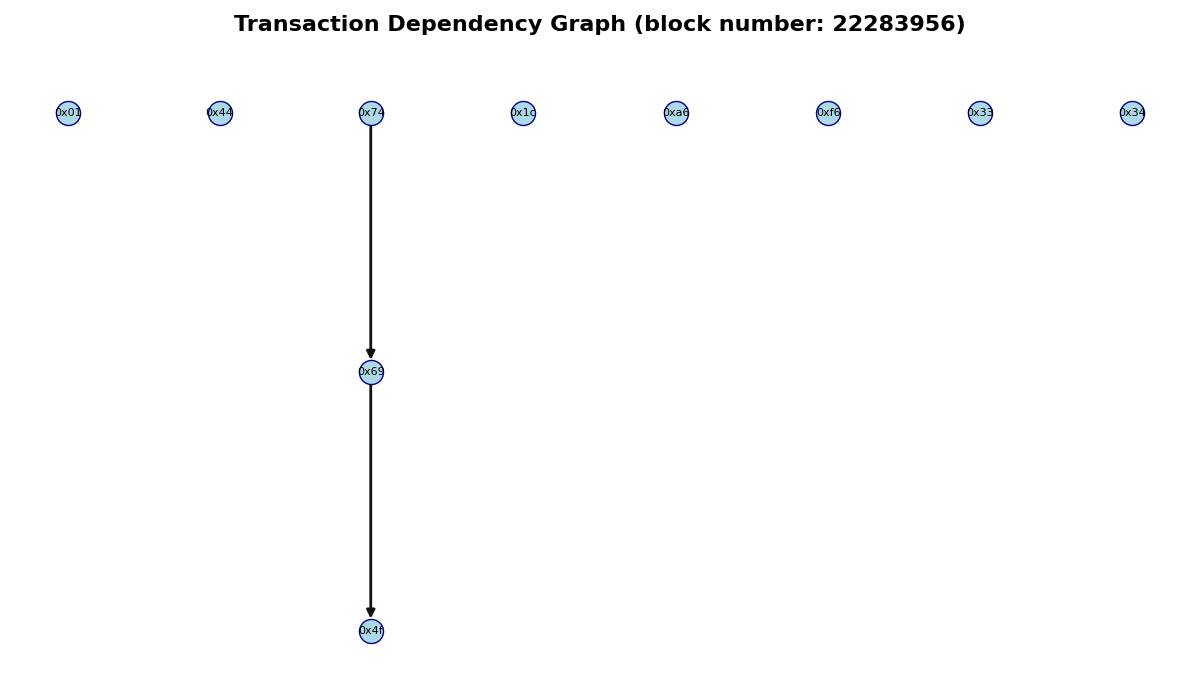 Transaction Dependency Graph (block number: 22283956)
0x01 0x44 0x74 0x1c 0xa6 0xf6 0x33 0x34
0x69
0x4f